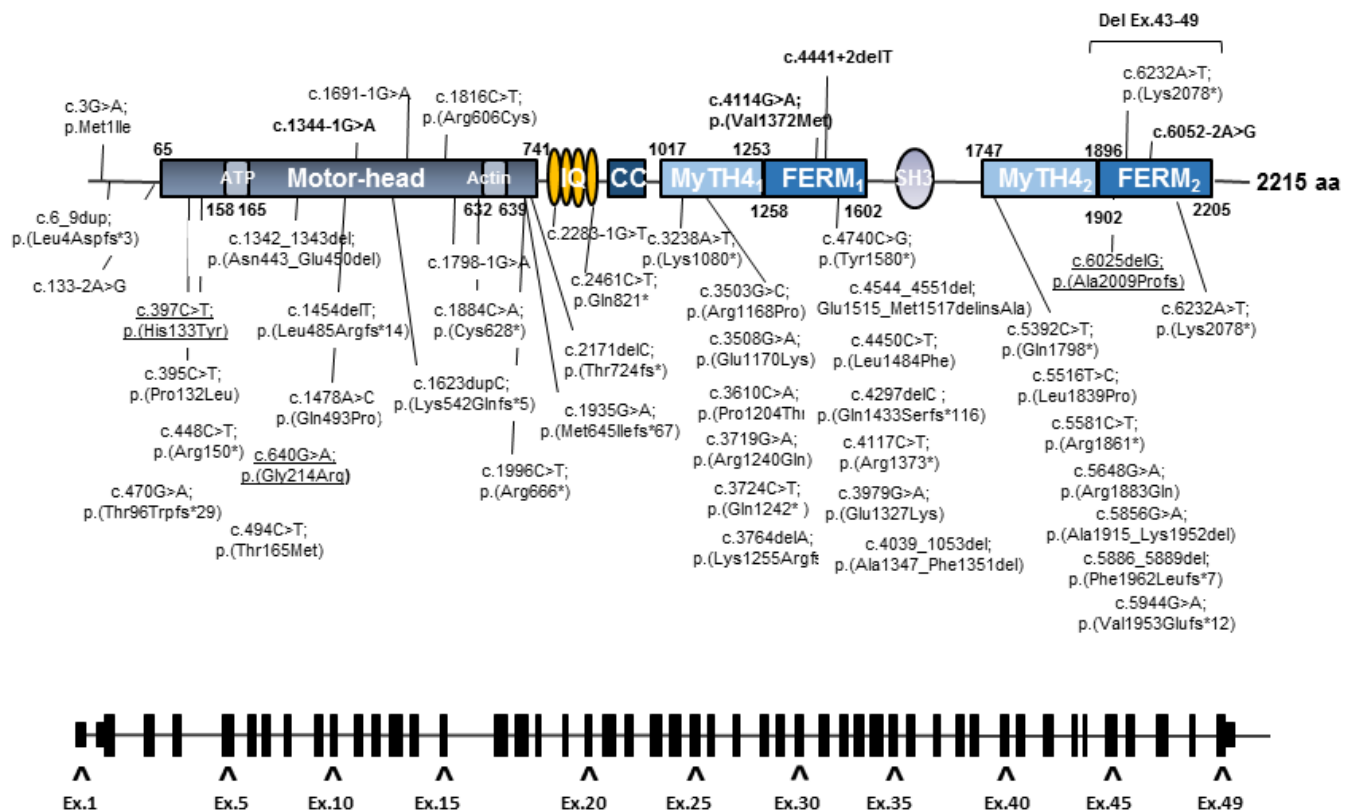 Del Ex.43-49
c.4441+2delT
c.6232A>T;
p.(Lys2078*)
c.3G>A;
p.Met1Ile
c.1691-1G>A
c.1816C>T;
p.(Arg606Cys)
c.4114G>A;
p.(Val1372Met)
c.1344-1G>A
c.6052-2A>G
65
741
1017
1253
1747
1896
ATP
Motor-head
Actin
IQ
CC
MyTH4₁
FERM₁
SH3
MyTH4₂
FERM₂
2215 aa
158
165
632
639
1258
1602
1902
2205
c.6_9dup;
p.(Leu4Aspfs*3)
c.133-2A>G
c.397C>T;
p.(His133Tyr)
c.395C>T;
p.(Pro132Leu)
c.448C>T;
p.(Arg150*)
c.470G>A;
p.(Thr96Trpfs*29)
c.494C>T;
p.(Thr165Met)
c.640G>A;
p.(Gly214Arg)
c.1342_1343del;
p.(Asn443_Glu450del)
c.1454delT;
p.(Leu485Argfs*14)
c.1478A>C
p.(Gln493Pro)
c.1623dupC;
p.(Lys542Glnfs*5)
c.1798-1G>A
c.1884C>A;
p.(Cys628*)
c.1996C>T;
p.(Arg666*)
c.1935G>A;
p.(Met645Ilefs*67)
c.2171delC;
p.(Thr724fs*)
c.2283-1G>T
c.2461C>T;
p.Gln821*
c.3238A>T;
p.(Lys1080*)
c.3503G>C;
p.(Arg1168Pro)
c.3508G>A;
p.(Glu1170Lys)
c.3610C>A;
p.(Pro1204Thr
c.3719G>A;
p.(Arg1240Gln)
c.3724C>T;
p.(Gln1242* )
c.3764delA;
p.(Lys1255Argfs
c.4740C>G;
p.(Tyr1580*)
c.4544_4551del;
Glu1515_Met1517delinsAla)
c.4450C>T;
p.(Leu1484Phe)
c.4297delC ;
p.(Gln1433Serfs*116)
c.4117C>T;
p.(Arg1373*)
c.3979G>A;
p.(Glu1327Lys)
c.4039_1053del;
p.(Ala1347_Phe1351del)
c.6025delG;
p.(Ala2009Profs)
c.6232A>T;
p.(Lys2078*)
c.5392C>T;
p.(Gln1798*)
c.5516T>C;
p.(Leu1839Pro)
c.5581C>T;
p.(Arg1861*)
c.5648G>A;
p.(Arg1883Gln)
c.5856G>A;
p.(Ala1915_Lys1952del)
c.5886_5889del;
p.(Phe1962Leufs*7)
c.5944G>A;
p.(Val1953Glufs*12)
^ ^ ^ ^ ^ ^ ^ ^ ^ ^ ^
Ex.1 Ex.5 Ex.10 Ex.15 Ex.20 Ex.25 Ex.30 Ex.35 Ex.40 Ex.45 Ex.49